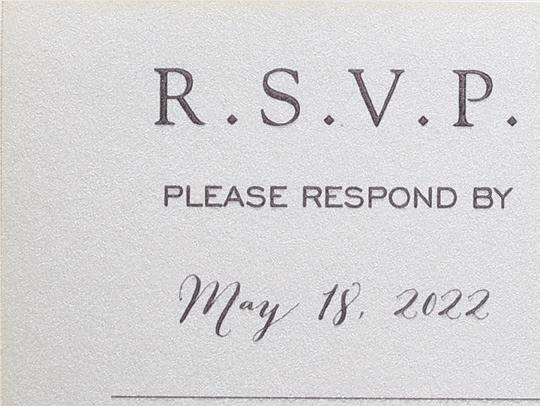 R.S.V.P.
PLEASE RESPOND BY
May 18, 2022